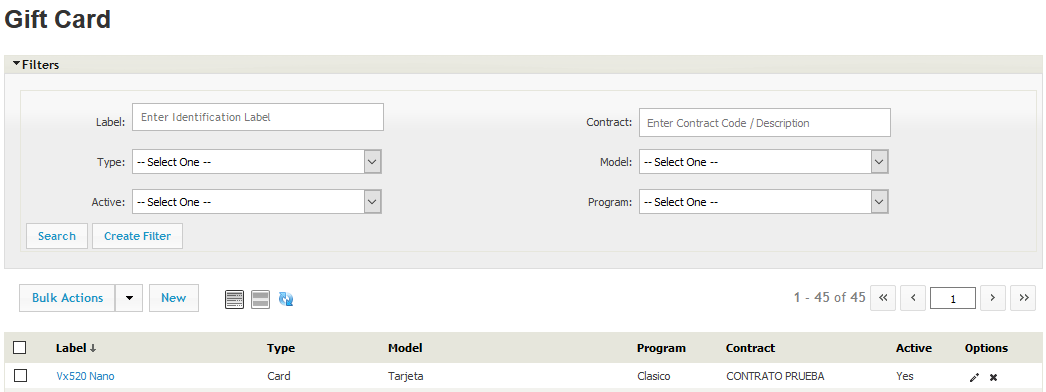 Gift Card
Filters
Label: Enter Identification Label Contract: Enter Contract Code / Description
Type: -- Select One -- Model: -- Select One --
Active: -- Select One -- Program: -- Select One --
Search Create Filter
Bulk Actions New 1 - 45 of 45 « ‹ 1 › »
Label ↓ Type Model Program Contract Active Options
Vx520 Nano Card Tarjeta Clasico CONTRATO PRUEBA Yes